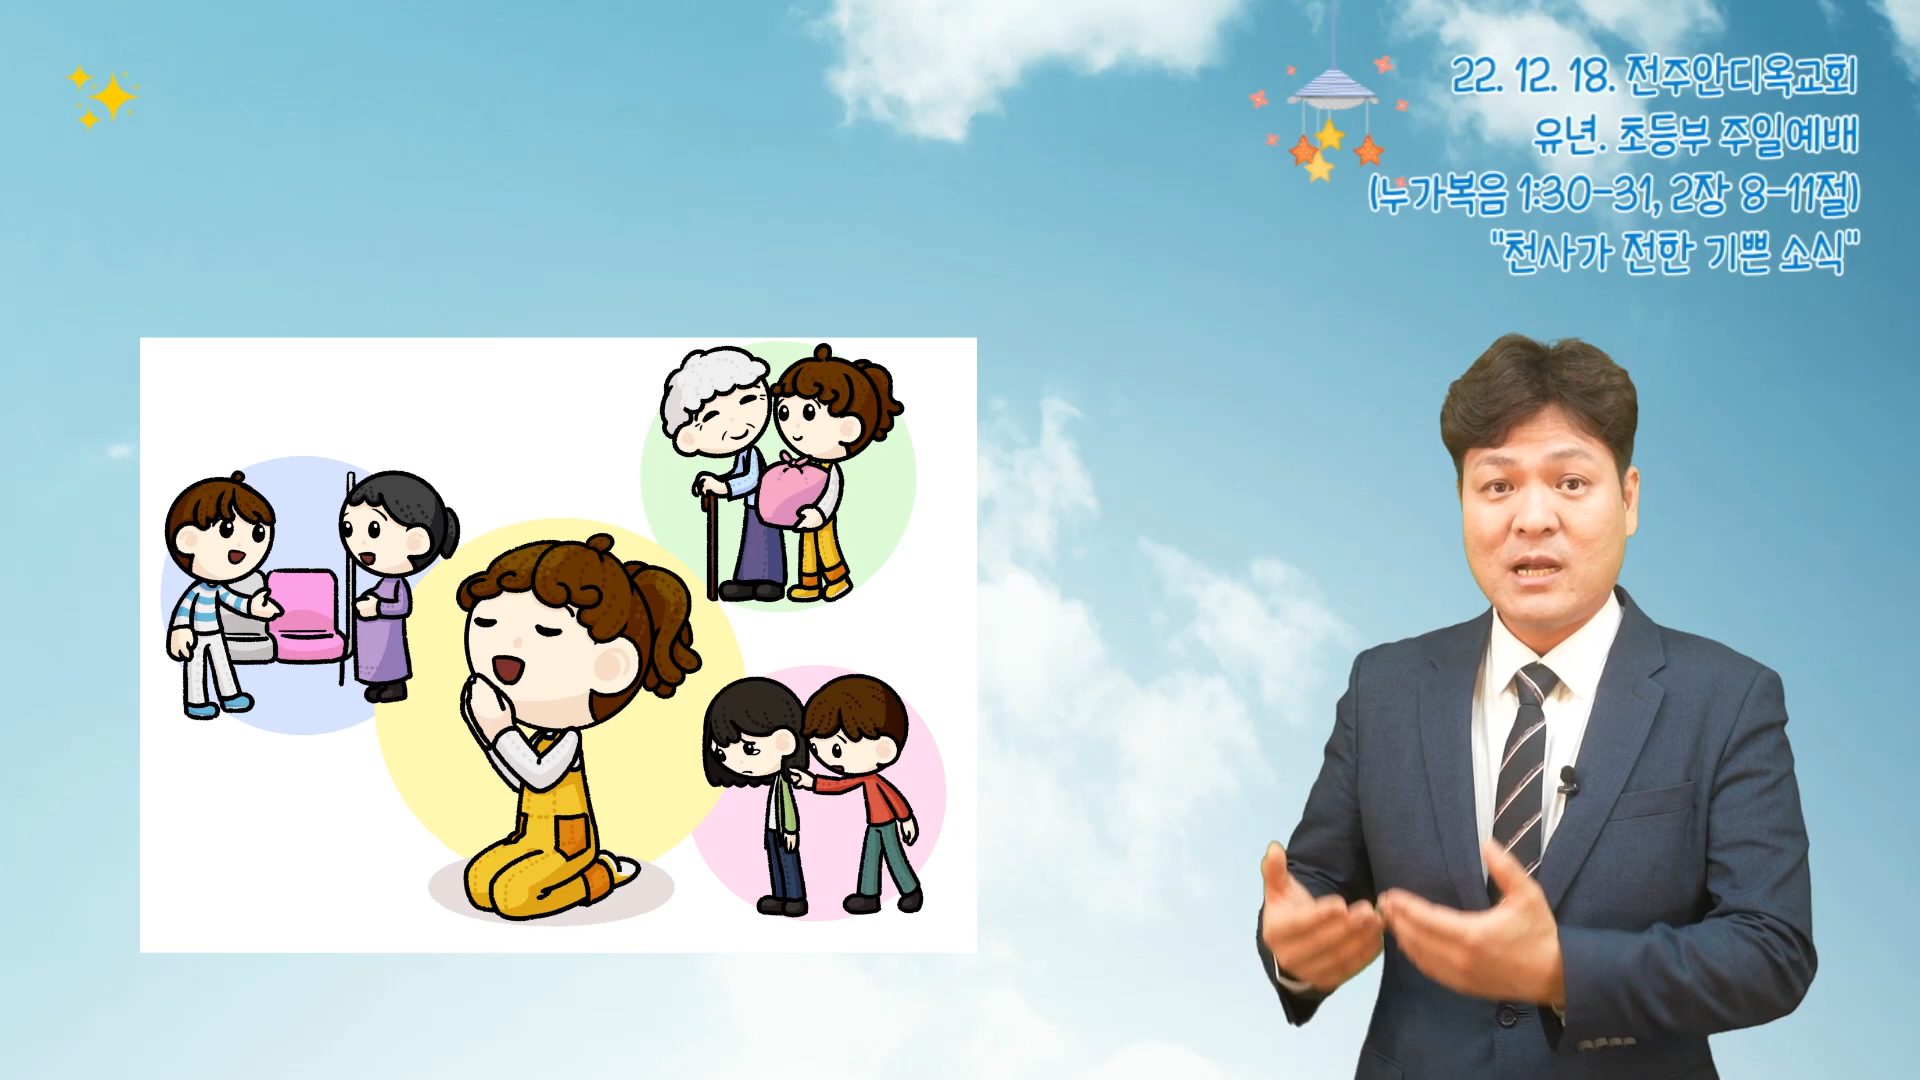 22. 12. 18. 전주안디옥교회
유년. 초등부 주일예배
(누가복음 1:30-31, 2장 8-11절)
"천사가 전한 기쁜 소식"